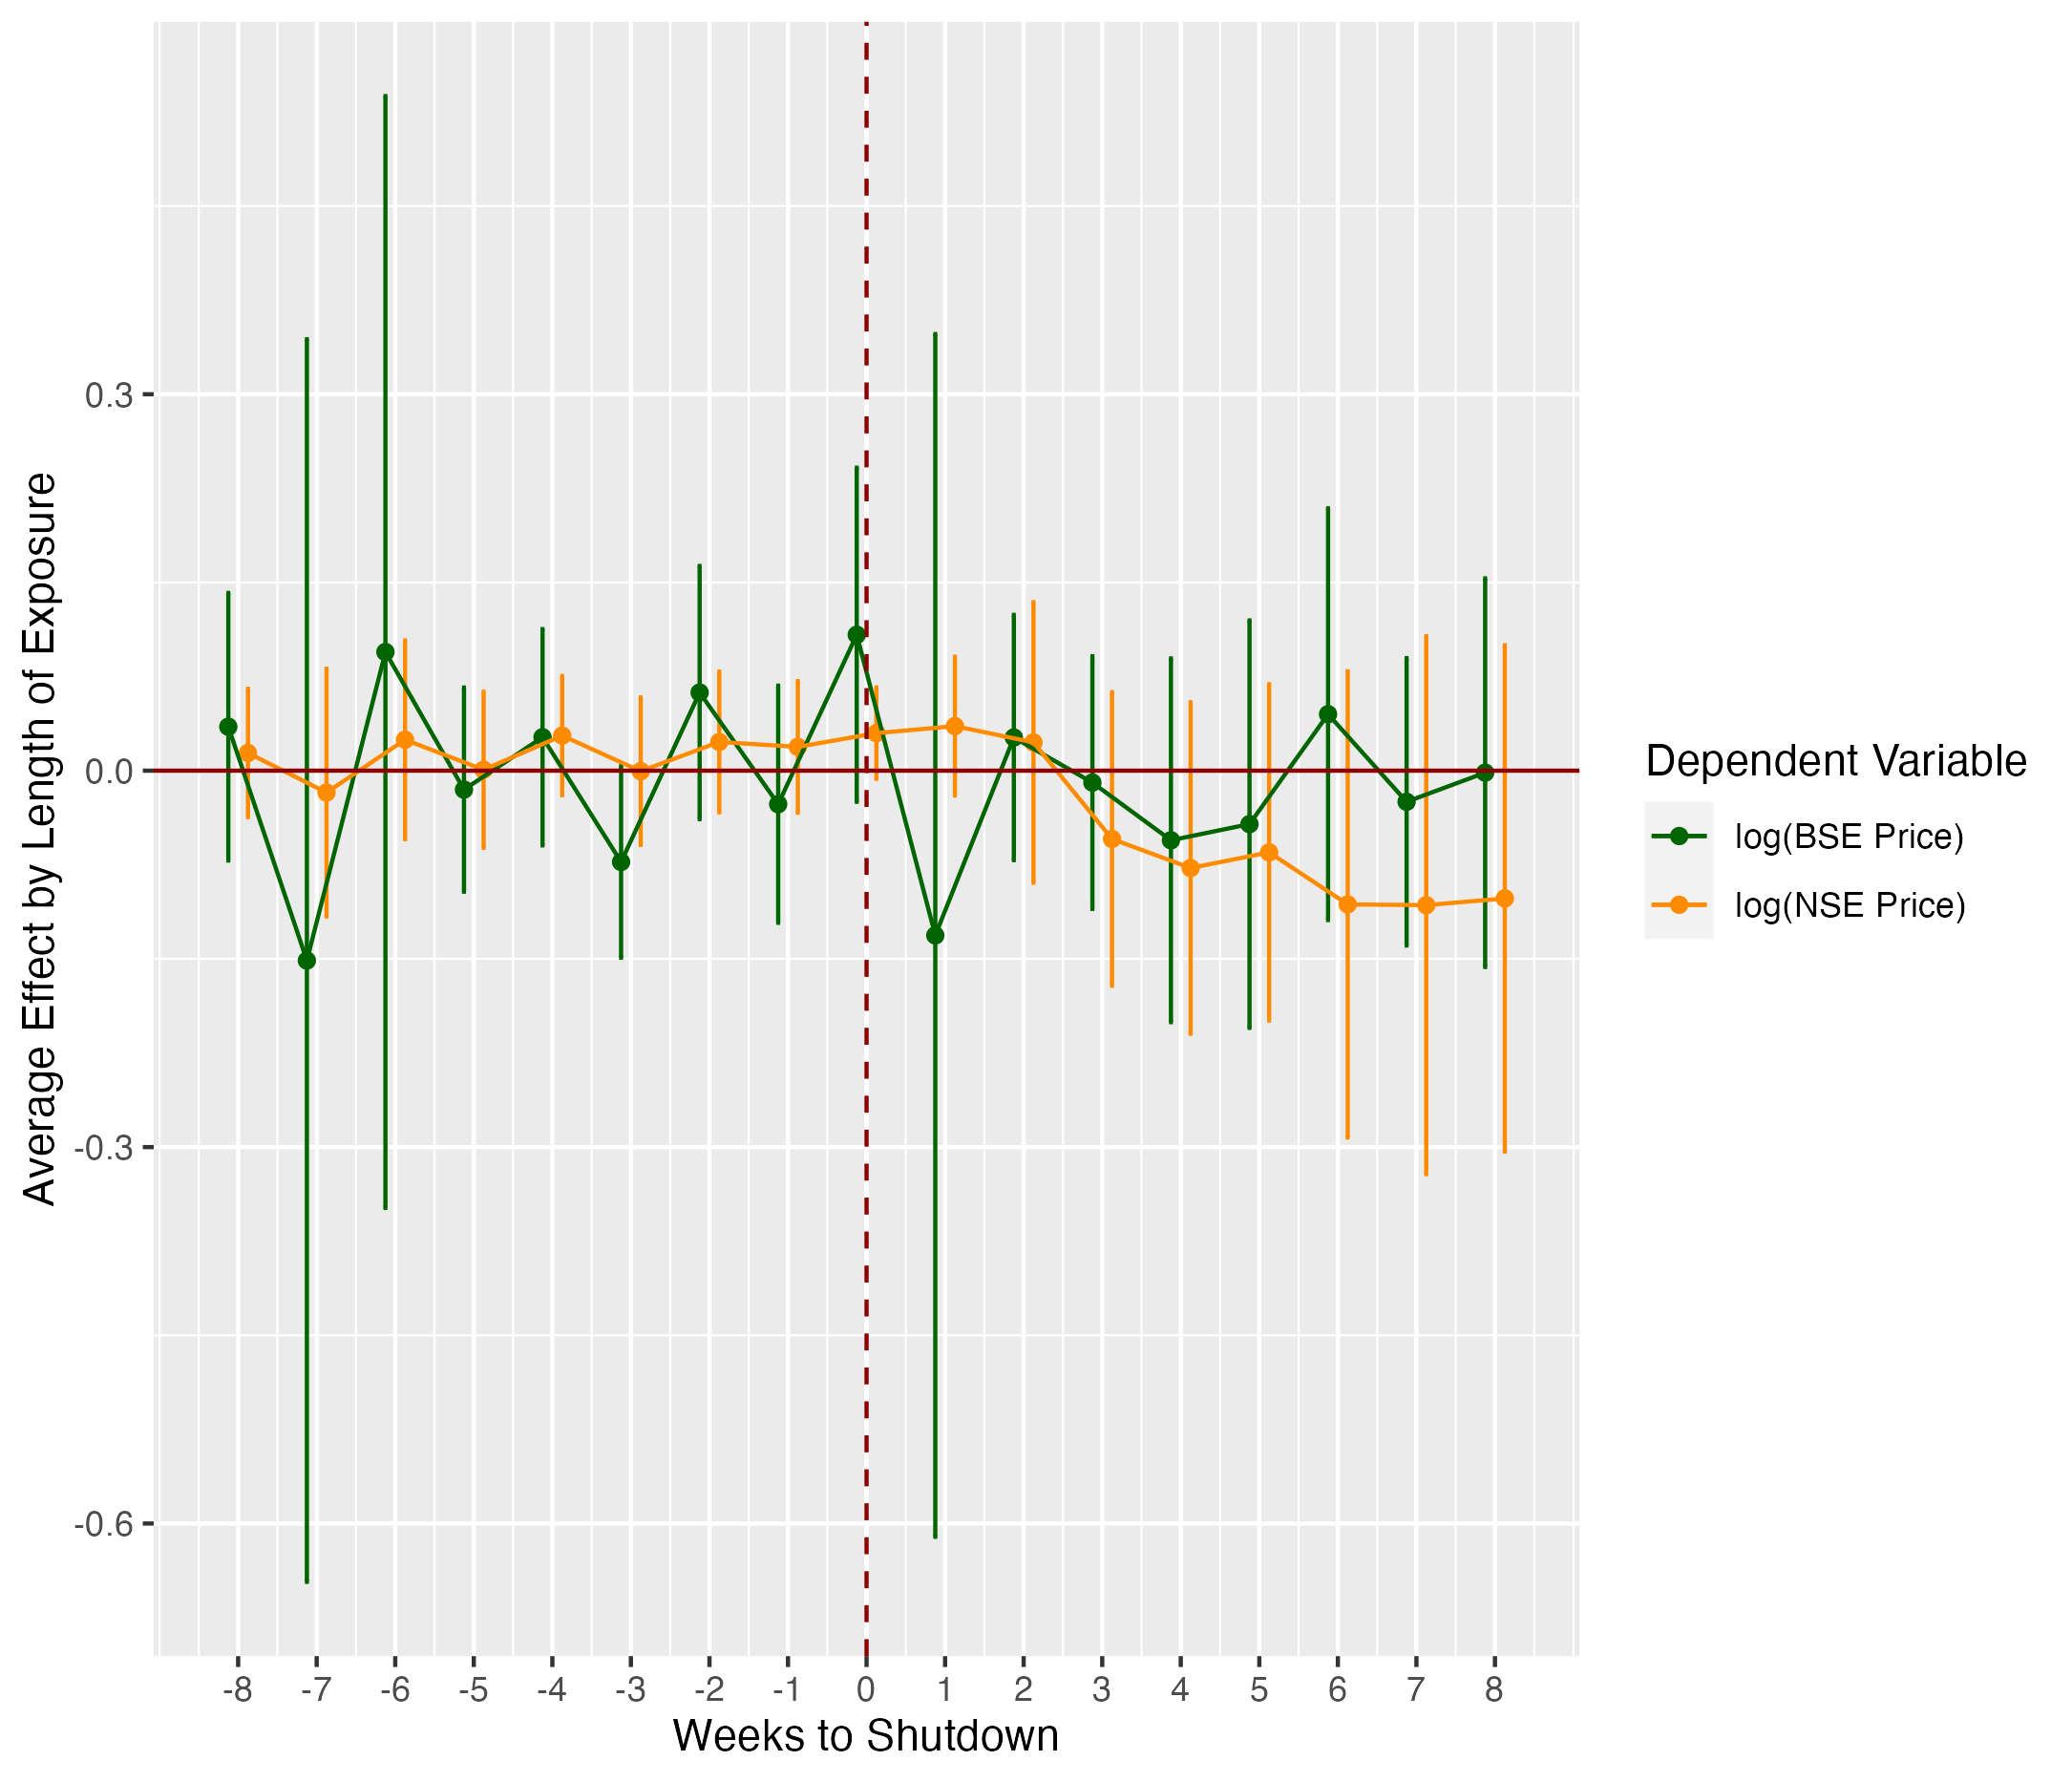 Average Effect by Length of Exposure
0.3
0.0
-0.3
-0.6
-8 -7 -6 -5 -4 -3 -2 -1 0 1 2 3 4 5 6 7 8
Weeks to Shutdown
Dependent Variable
log(BSE Price)
log(NSE Price)